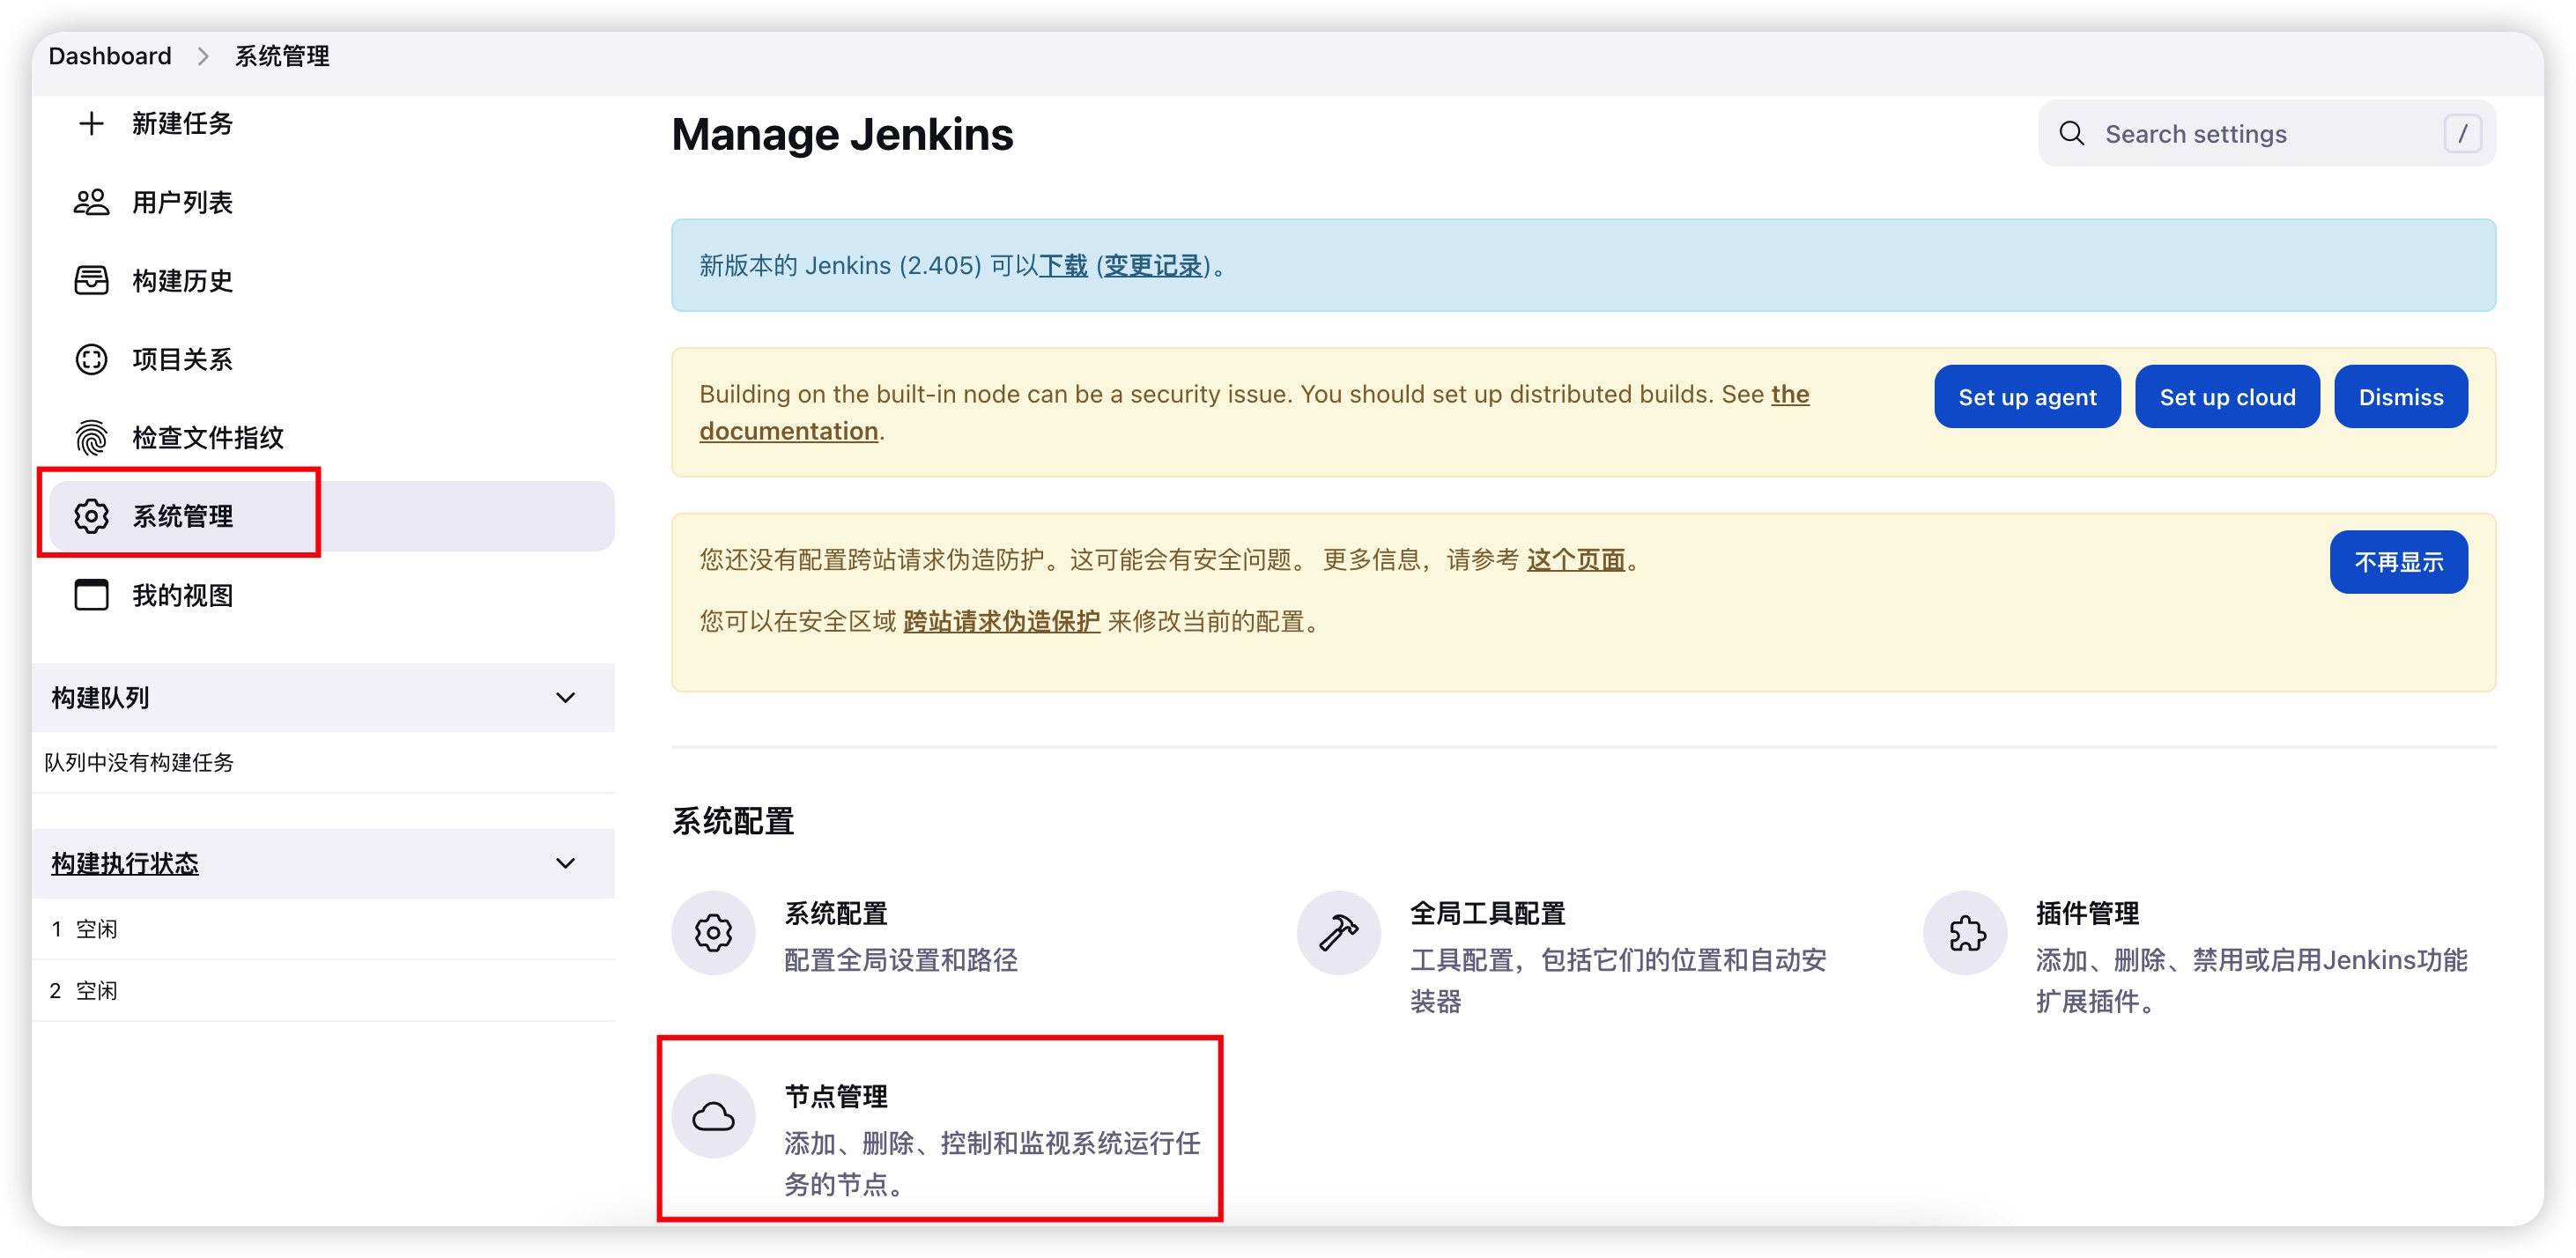 Dashboard > 系统管理
新建任务
用户列表
构建历史
项目关系
检查文件指纹
系统管理
我的视图
构建队列
队列中没有构建任务
构建执行状态
1 空闲
2 空闲
Manage Jenkins
Search settings /
新版本的 Jenkins (2.405) 可以下载 (变更记录)。
Building on the built-in node can be a security issue. You should set up distributed builds. See the
documentation.
Set up agent
Set up cloud
Dismiss
您还没有配置跨站请求伪造防护。这可能会有安全问题。 更多信息，请参考 这个页面。
您可以在安全区域 跨站请求伪造保护 来修改当前的配置。
不再显示
系统配置
系统配置
配置全局设置和路径
全局工具配置
工具配置，包括它们的位置和自动安
装器
插件管理
添加、删除、禁用或启用Jenkins功能
扩展插件。
节点管理
添加、删除、控制和监视系统运行任
务的节点。